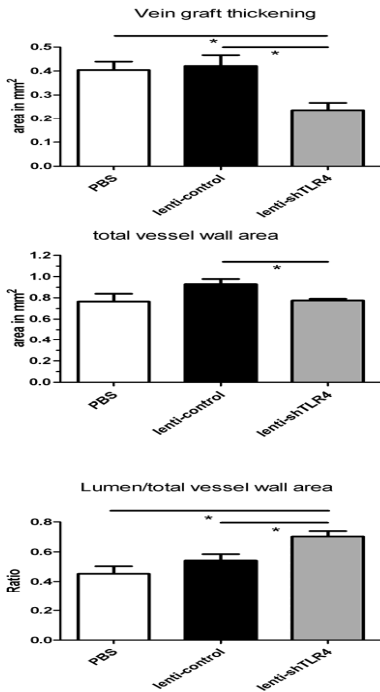 Vein graft thickening
area in mm²
0.5
0.4
0.3
0.2
0.1
0.0
*
*
PBS
lenti-control
lenti-shTLR4
total vessel wall area
area in mm²
1.2
1.0
0.8
0.6
0.4
0.2
0.0
*
PBS
lenti-control
lenti-shTLR4
Lumen/total vessel wall area
Ratio
0.8
0.6
0.4
0.2
0.0
*
*
PBS
lenti-control
lenti-shTLR4